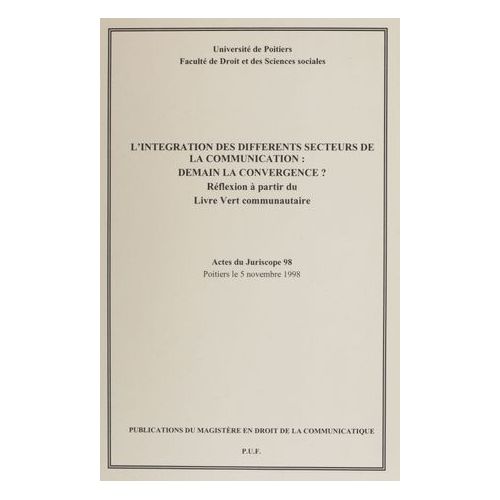 Université de Poitiers
Faculté de Droit et des Sciences sociales
L'INTEGRATION DES DIFFERENTS SECTEURS DE
LA COMMUNICATION :
DEMAIN LA CONVERGENCE ?
Réflexion à partir du
Livre Vert communautaire
Actes du Juriscope 98
Poitiers le 5 novembre 1998
PUBLICATIONS DU MAGISTÈRE EN DROIT DE LA COMMUNICATIQUE
P.U.F.